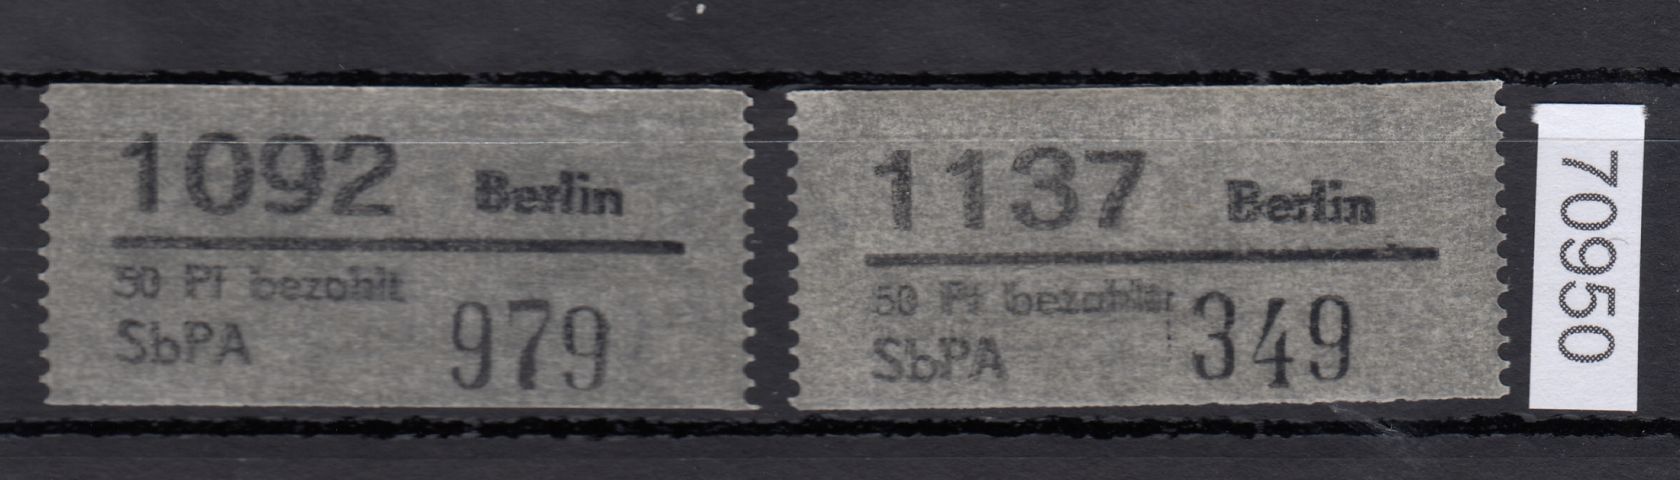 1092 Berlin
50 Pf bezahlt
SbPA 979
1137 Berlin
50 Pf bezahlt
SbPA 349
70950